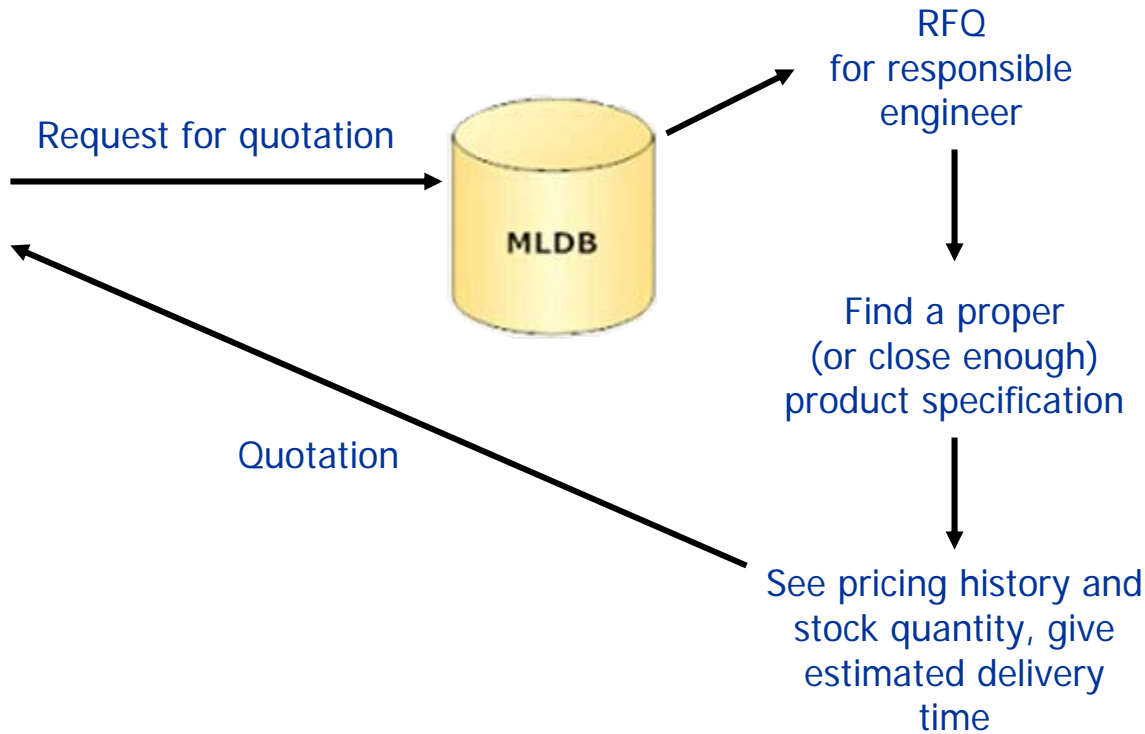 Request for quotation
MLDB
RFQ
for responsible
engineer
Find a proper
(or close enough)
product specification
See pricing history and
stock quantity, give
estimated delivery
time
Quotation